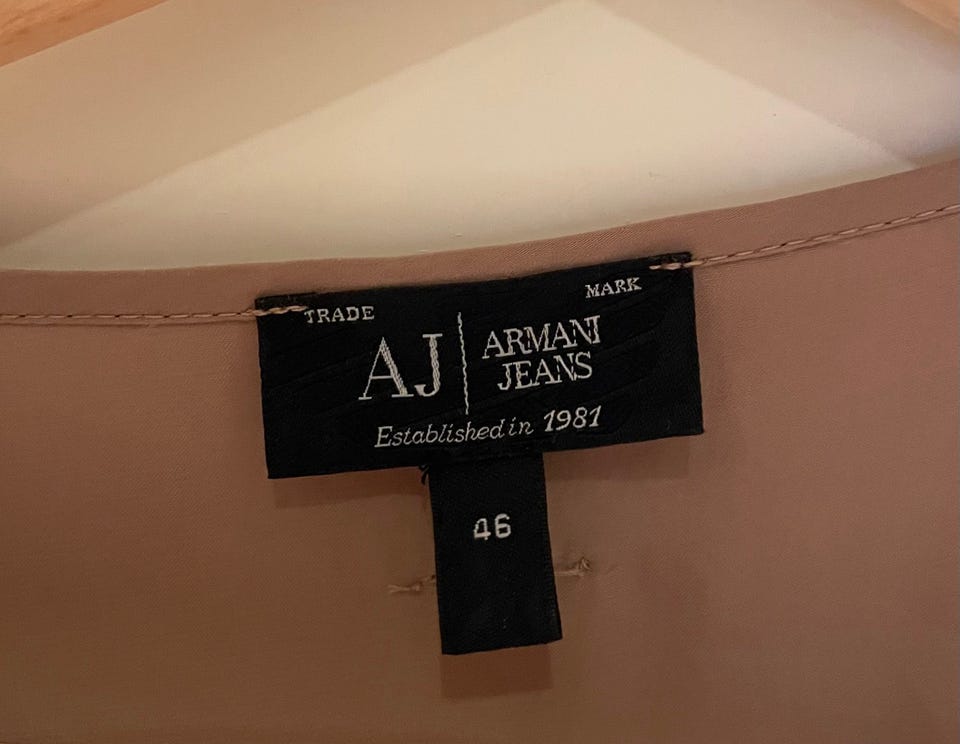 TRADE MARK
AJ ARMANI
JEANS
Established in 1981
46